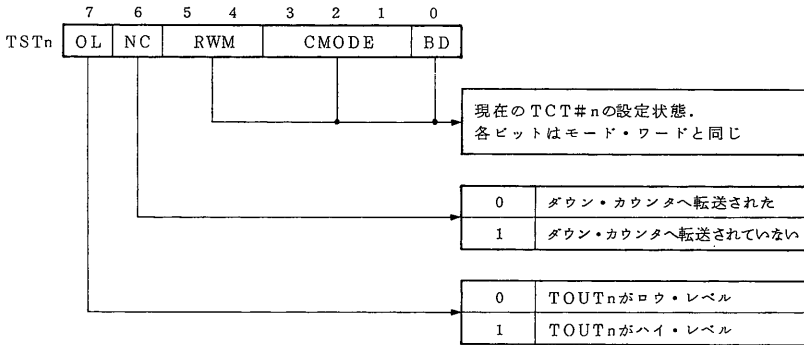 7 6 5 4 3 2 1 0
TSTn OL NC RWM CMODE BD
現在のTCT#nの設定状態.
各ビットはモード・ワードと同じ
0 ダウン・カウンタへ転送された
1 ダウン・カウンタへ転送されていない
0 TOUTnがロウ・レベル
1 TOUTnがハイ・レベル